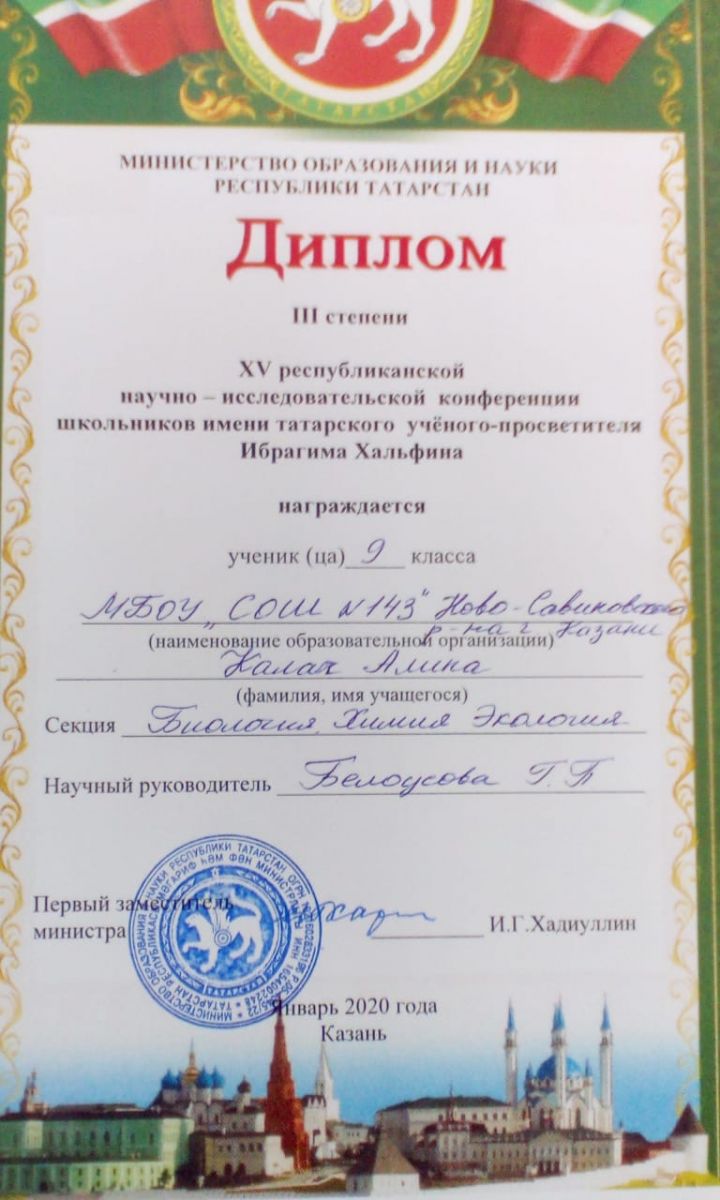 ТАТАРСТАН
МИНИСТЕРСТВО ОБРАЗОВАНИЯ И НАУКИ
РЕСПУБЛИКИ ТАТАРСТАН
Диплом
III степени
XV республиканской
научно – исследовательской конференции
школьников имени татарского учёного-просветителя
Ибрагима Хальфина
награждается
ученик (ца) 9 класса
МБОУ „СОШ №143" Ново-Савиновского
р-на г Казани
(наименование образовательной организации)
Калач Алина
(фамилия, имя учащегося)
Секция Биология, Химия Экология
Научный руководитель Белоусова Г.Б
Первый заместитель
министра И.Г.Хадиуллин
Январь 2020 года
Казань